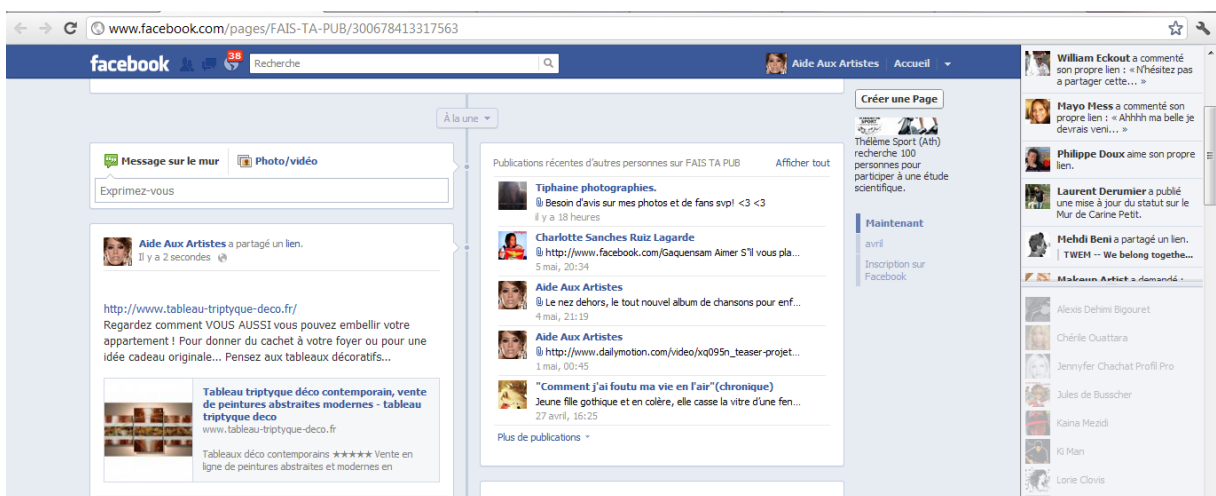 www.facebook.com/pages/FAIS-TA-PUB/300678413317563
facebook
38
Recherche
Aide Aux Artistes
Accueil
À la une
Message sur le mur
Photo/vidéo
Exprimez-vous
Aide Aux Artistes a partagé un lien.
Il y a 2 secondes
http://www.tableau-triptyque-deco.fr/
Regardez comment VOUS AUSSI vous pouvez embellir votre
appartement ! Pour donner du cachet à votre foyer ou pour une
idée cadeau originale... Pensez aux tableaux décoratifs...
Tableau triptyque déco contemporain, vente
de peintures abstraites modernes - tableau
triptyque deco
www.tableau-triptyque-deco.fr
Tableaux déco contemporains ★★★★★ Vente en
ligne de peintures abstraites et modernes en
Publications récentes d'autres personnes sur FAIS TA PUB
Afficher tout
Tiphaine photographies.
Besoin d'avis sur mes photos et de fans svp! <3 <3
il y a 18 heures
Charlotte Sanches Ruiz Lagarde
http://www.facebook.com/Gaquensam Aimer S"il vous pla...
5 mai, 20:34
Aide Aux Artistes
Le nez dehors, le tout nouvel album de chansons pour enf...
4 mai, 21:19
Aide Aux Artistes
http://www.dailymotion.com/video/xq095n_teaser-projet...
1 mai, 00:45
"Comment j'ai foutu ma vie en l'air"(chronique)
Jeune fille gothique et en colère, elle casse la vitre d'une fen...
27 avril, 16:25
Plus de publications
Créer une Page
SPORT
Thélème Sport (Ath)
recherche 100
personnes pour
participer à une étude
scientifique.
Maintenant
avril
Inscription sur
Facebook
William Eckout a commenté
son propre lien : « N'hésitez pas
a partager cette... »
Mayo Mess a commenté son
propre lien : « Ahhhh ma belle je
devrais veni... »
Philippe Doux aime son propre
lien.
Laurent Derumier a publié
une mise à jour du statut sur le
Mur de Carine Petit.
Mehdi Beni a partagé un lien.
TWEM -- We belong togethe...
Makeup Artist a demandé :
Alexis Dehimi Bigouret
Chérile Ouattara
Jennyfer Chachat Profil Pro
Jules de Busscher
Kaina Mezidi
Ki Man
Lorie Clovis